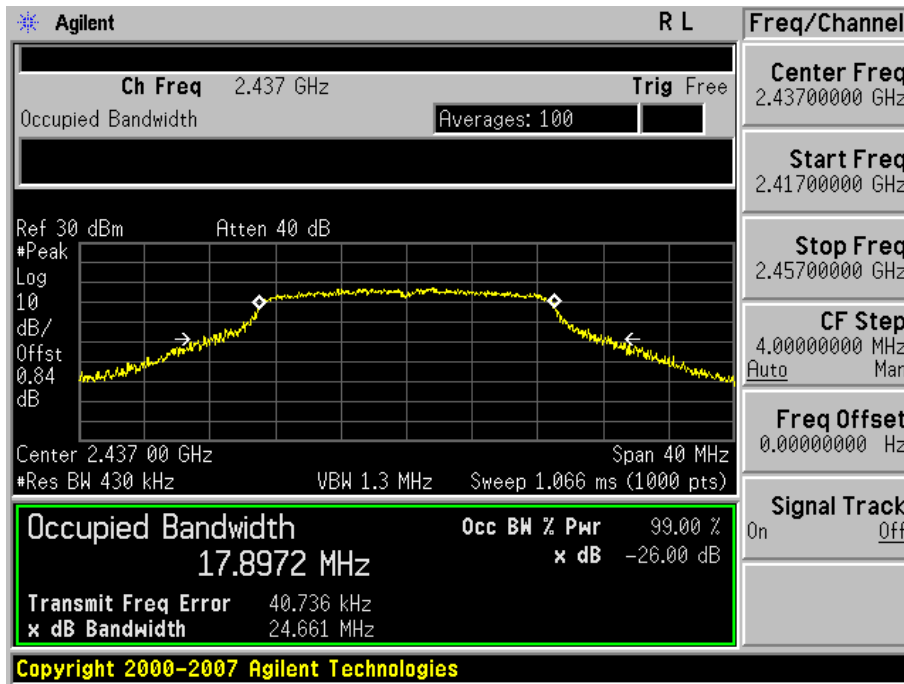 Agilent R L Freq/Channel
Ch Freq 2.437 GHz Trig Free
Occupied Bandwidth Averages: 100
Center Freq
2.43700000 GHz
Start Freq
2.41700000 GHz
Stop Freq
2.45700000 GHz
CF Step
4.00000000 MHz
Auto Man
Freq Offset
0.00000000 Hz
Signal Track
On Off
Ref 30 dBm Atten 40 dB
#Peak
Log
10
dB/
Offst
0.84
dB
Center 2.437 00 GHz Span 40 MHz
#Res BW 430 kHz VBW 1.3 MHz Sweep 1.066 ms (1000 pts)
Occupied Bandwidth Occ BW % Pwr 99.00 %
17.8972 MHz x dB -26.00 dB
Transmit Freq Error 40.736 kHz
x dB Bandwidth 24.661 MHz
Copyright 2000-2007 Agilent Technologies